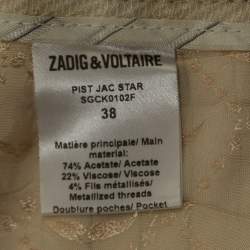 ZADIG & VOLTAIRE
PIST JAC STAR
SGCK0102F
38
Matière principale/ Main
material:
74% Acetate/ Acetate
22% Viscose/ Viscose
4% Fils métallisés/
Metallized threads
Doublure poches/ Pocket